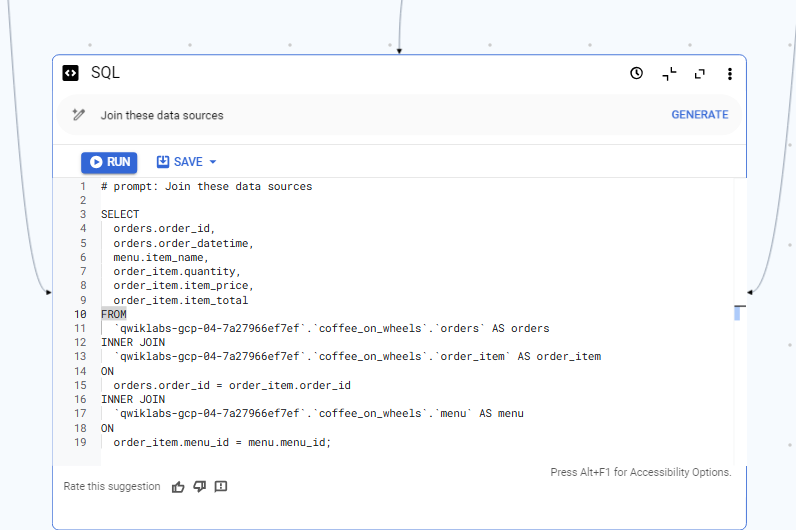 SQL
Join these data sources
GENERATE
RUN
SAVE
1 # prompt: Join these data sources
2
3 SELECT
4 orders.order_id,
5 orders.order_datetime,
6 menu.item_name,
7 order_item.quantity,
8 order_item.item_price,
9 order_item.item_total
10 FROM
11 `qwiklabs-gcp-04-7a27966ef7ef`.`coffee_on_wheels`.`orders` AS orders
12 INNER JOIN
13 `qwiklabs-gcp-04-7a27966ef7ef`.`coffee_on_wheels`.`order_item` AS order_item
14 ON
15 orders.order_id = order_item.order_id
16 INNER JOIN
17 `qwiklabs-gcp-04-7a27966ef7ef`.`coffee_on_wheels`.`menu` AS menu
18 ON
19 order_item.menu_id = menu.menu_id;
Press Alt+F1 for Accessibility Options.
Rate this suggestion